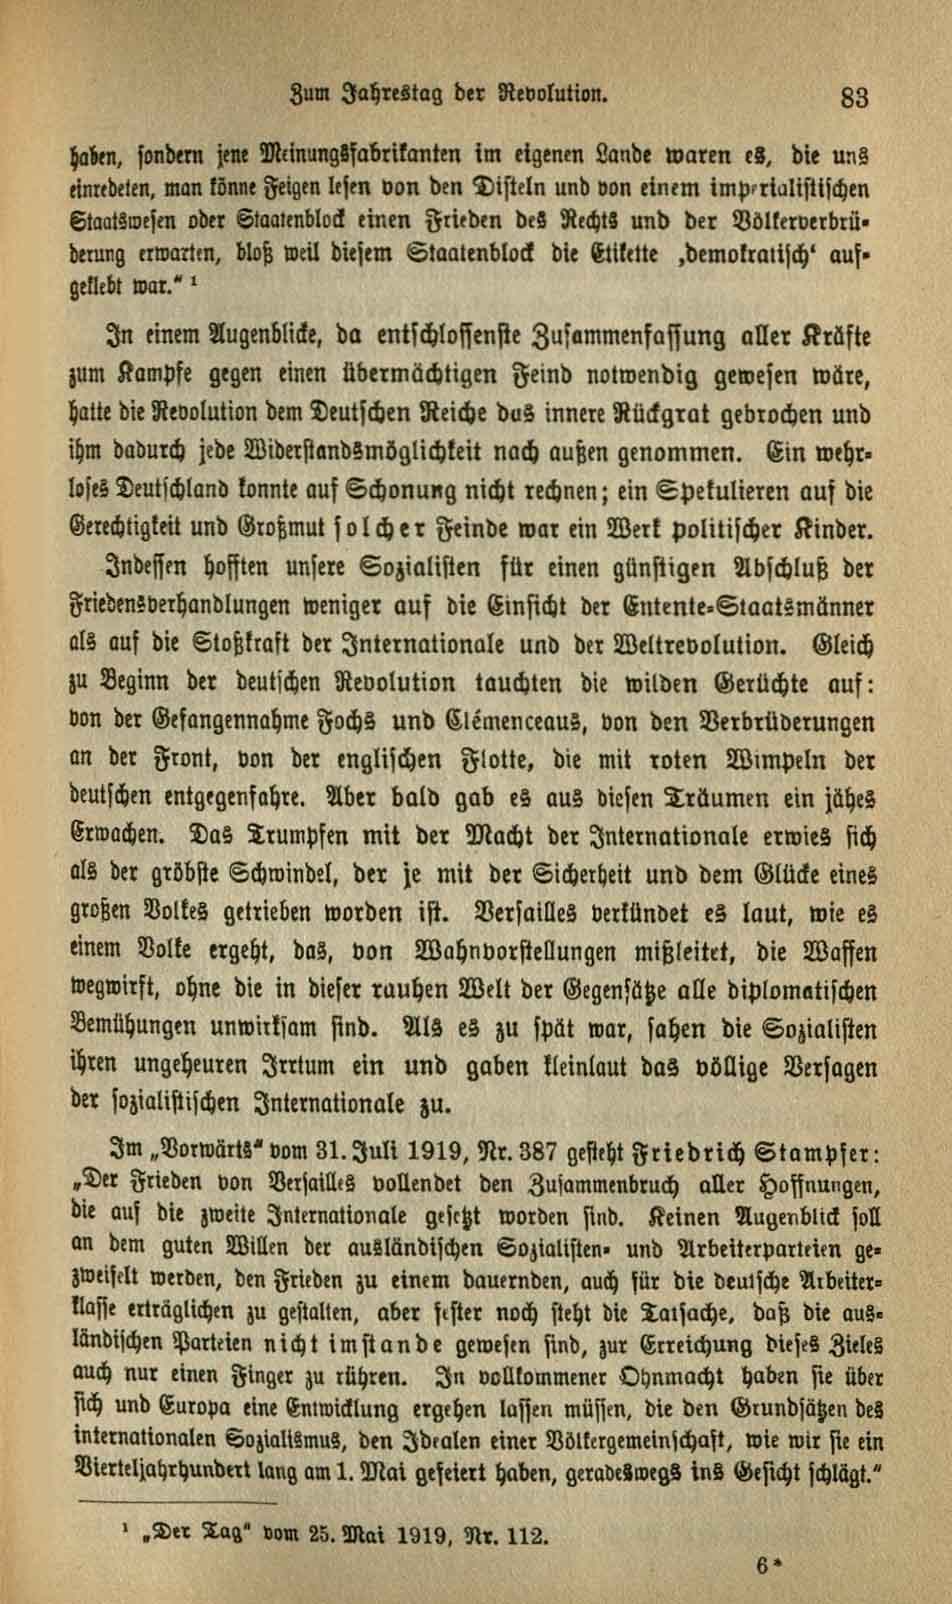 Zum Jahrestag der Revolution. 83
haben, sondern jene Meinungsfabrikanten im eigenen Lande waren es, die uns
einredeten, man könne Feigen lesen von den Disteln und von einem imperialistischen
Staatswesen oder Staatenblock einen Frieden des Rechts und der Völkerverbrü-
derung erwarten, bloß weil diesem Staatenblock die Etikette ‚demokratisch‘ auf-
geklebt war.“ ¹
In einem Augenblicke, da entschlossenste Zusammenfassung aller Kräfte
zum Kampfe gegen einen übermächtigen Feind notwendig gewesen wäre,
hatte die Revolution dem Deutschen Reiche das innere Rückgrat gebrochen und
ihm dadurch jede Widerstandsmöglichkeit nach außen genommen. Ein wehr-
loses Deutschland konnte auf Schonung nicht rechnen; ein Spekulieren auf die
Gerechtigkeit und Großmut solcher Feinde war ein Werk politischer Kinder.
Indessen hofften unsere Sozialisten für einen günstigen Abschluß der
Friedensverhandlungen weniger auf die Einsicht der Entente-Staatsmänner
als auf die Stoßkraft der Internationale und der Weltrevolution. Gleich
zu Beginn der deutschen Revolution tauchten die wilden Gerüchte auf:
von der Gefangennahme Fochs und Clémenceaus, von den Verbrüderungen
an der Front, von der englischen Flotte, die mit roten Wimpeln der
deutschen entgegenfahre. Aber bald gab es aus diesen Träumen ein jähes
Erwachen. Das Trumpfen mit der Macht der Internationale erwies sich
als der gröbste Schwindel, der je mit der Sicherheit und dem Glücke eines
großen Volkes getrieben worden ist. Versailles verkündet es laut, wie es
einem Volke ergeht, das, von Wahnvorstellungen mißleitet, die Waffen
wegwirft, ohne die in dieser rauhen Welt der Gegensätze alle diplomatischen
Bemühungen unwirksam sind. Als es zu spät war, sahen die Sozialisten
ihren ungeheuren Irrtum ein und gaben kleinlaut das völlige Versagen
der sozialistischen Internationale zu.
Im „Vorwärts“ vom 31. Juli 1919, Nr. 387 gesteht Friedrich Stampfer:
„Der Frieden von Versailles vollendet den Zusammenbruch aller Hoffnungen,
die auf die zweite Internationale gesetzt worden sind. Keinen Augenblick soll
an dem guten Willen der ausländischen Sozialisten- und Arbeiterparteien ge-
zweifelt werden, den Frieden zu einem dauernden, auch für die deutsche Arbeiter-
klasse erträglichen zu gestalten, aber fester noch steht die Tatsache, daß die aus-
ländischen Parteien nicht imstande gewesen sind, zur Erreichung dieses Zieles
auch nur einen Finger zu rühren. In vollkommener Ohnmacht haben sie über
sich und Europa eine Entwicklung ergehen lassen müssen, die den Grundsätzen des
internationalen Sozialismus, den Idealen einer Völkergemeinschaft, wie wir sie ein
Vierteljahrhundert lang am 1. Mai gefeiert haben, geradeswegs ins Gesicht schlägt.“
¹ „Der Tag“ vom 25. Mai 1919, Nr. 112.
6*